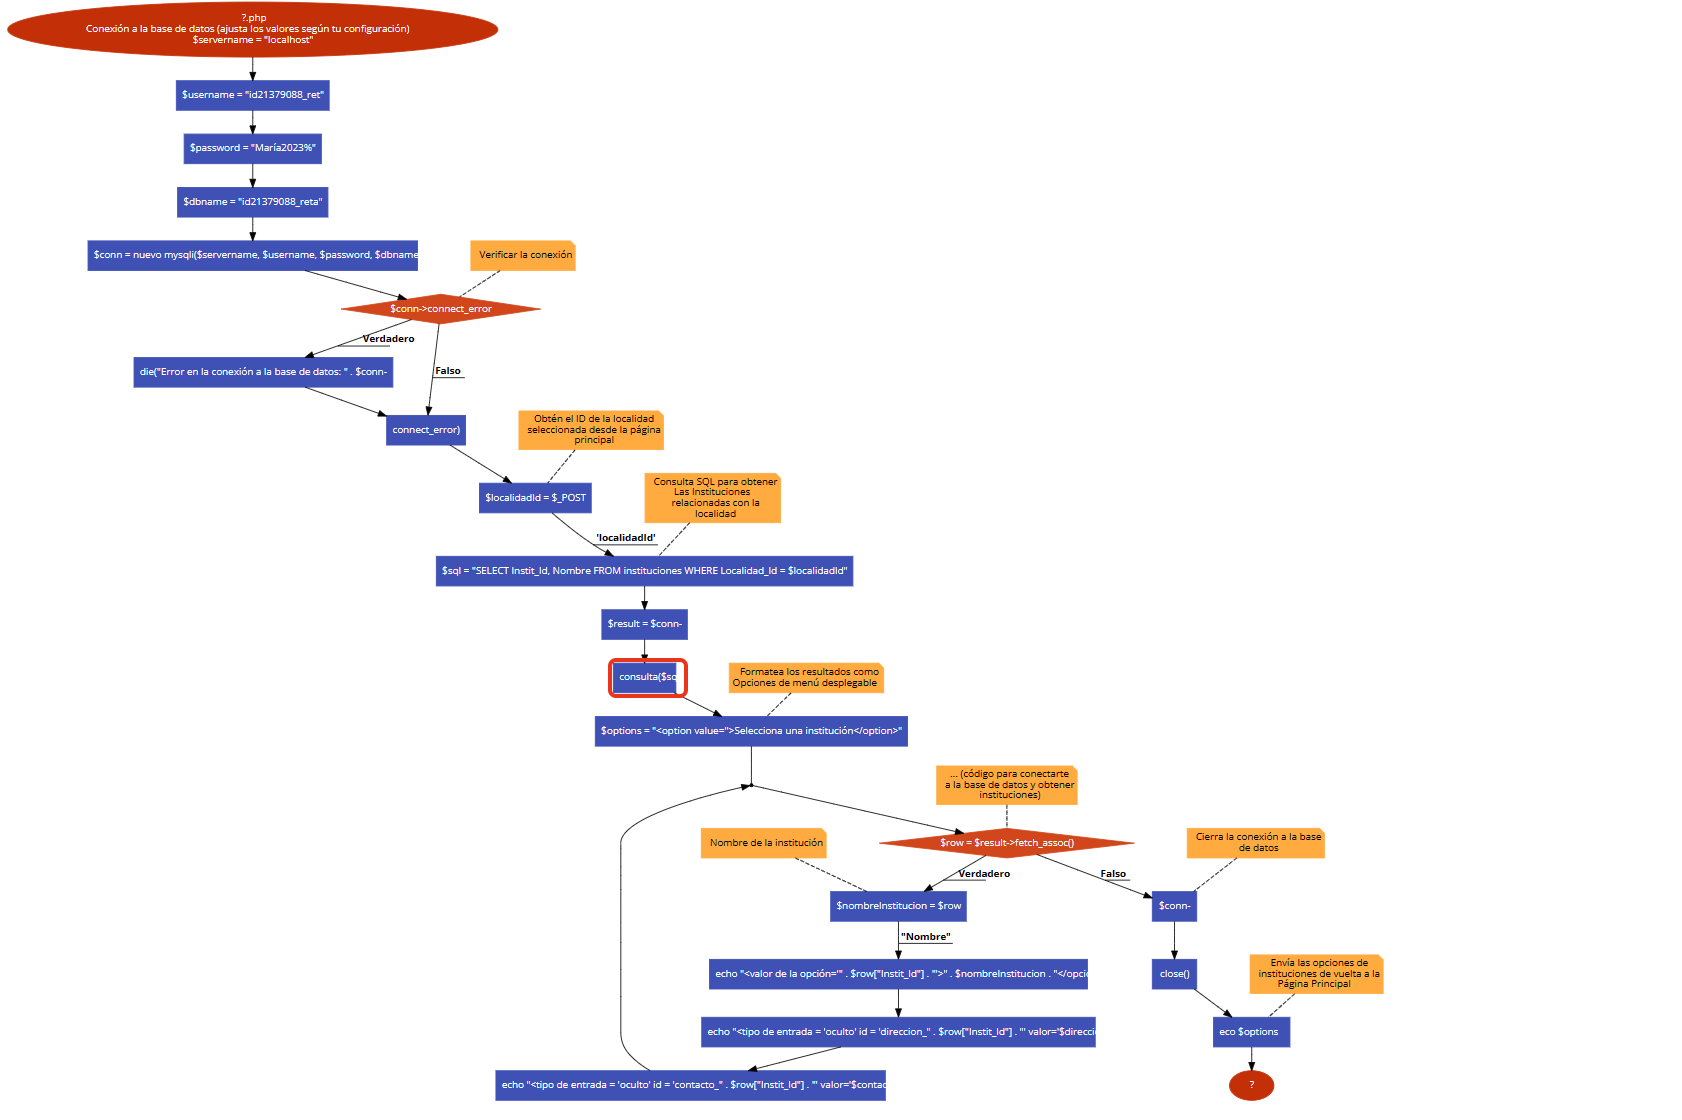 ?.php
Conexión a la base de datos (ajusta los valores según tu configuración)
$servername = "localhost"
$username = "id21379088_ret"
$password = "María2023%"
$dbname = "id21379088_reta"
$conn = nuevo mysqli($servername, $username, $password, $dbname
Verificar la conexión
$conn->connect_error
Verdadero
die("Error en la conexión a la base de datos: " . $conn-
Falso
connect_error)
Obtén el ID de la localidad
seleccionada desde la página
principal
$localidadId = $_POST
Consulta SQL para obtener
Las Instituciones
relacionadas con la
localidad
'localidadId'
$sql = "SELECT Instit_Id, Nombre FROM instituciones WHERE Localidad_Id = $localidadId"
$result = $conn-
consulta($sq
Formatea los resultados como
Opciones de menú desplegable
$options = "<option value=''>Selecciona una institución</option>"
... (código para conectarte
a la base de datos y obtener
instituciones)
$row = $result->fetch_assoc()
Nombre de la institución
Cierra la conexión a la base
de datos
Verdadero
Falso
$nombreInstitucion = $row
$conn-
"Nombre"
echo "<valor de la opción='" . $row["Instit_Id"] . "'>" . $nombreInstitucion . "</opció
close()
Envía las opciones de
instituciones de vuelta a la
Página Principal
echo "<tipo de entrada = 'oculto' id = 'direccion_" . $row["Instit_Id"] . "' valor='$direcci
eco $options
echo "<tipo de entrada = 'oculto' id = 'contacto_" . $row["Instit_Id"] . "' valor='$contac
?